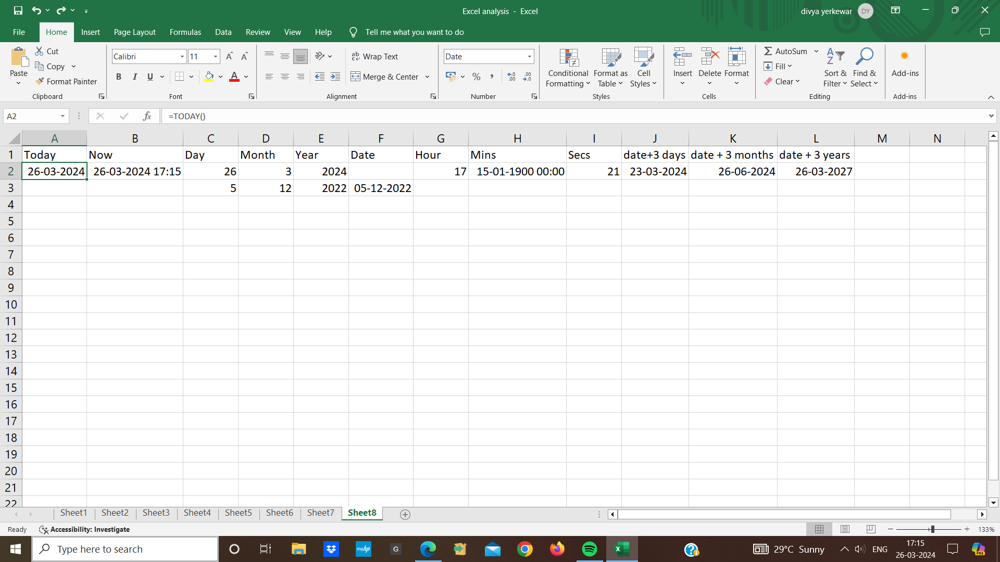 Excel analysis - Excel
divya yerkewar DY
File Home Insert Page Layout Formulas Data Review View Help Tell me what you want to do
Paste
Cut
Copy
Format Painter
Clipboard
Calibri 11 A A
B I U A
Font
ab Wrap Text
Merge & Center
Alignment
Date
% , .00 .00
Number
Conditional Formatting
Format as Table
Cell Styles
Styles
Insert Delete Format
Cells
AutoSum
Fill
Clear
Sort & Filter
Find & Select
Editing
Add-ins
Add-ins
A2 fx =TODAY()
A B C D E F G H I J K L M N
1 Today Now Day Month Year Date Hour Mins Secs date+3 days date + 3 months date + 3 years
2 26-03-2024 26-03-2024 17:15 26 3 2024 17 15-01-1900 00:00 21 23-03-2024 26-06-2024 26-03-2027
3 5 12 2022 05-12-2022
4
5
6
7
8
9
10
11
12
13
14
15
16
17
18
19
20
21
22
Sheet1 Sheet2 Sheet3 Sheet4 Sheet5 Sheet6 Sheet7 Sheet8
Ready Accessibility: Investigate 133%
Type here to search myhp G 29°C Sunny ENG 17:15
26-03-2024
PRE